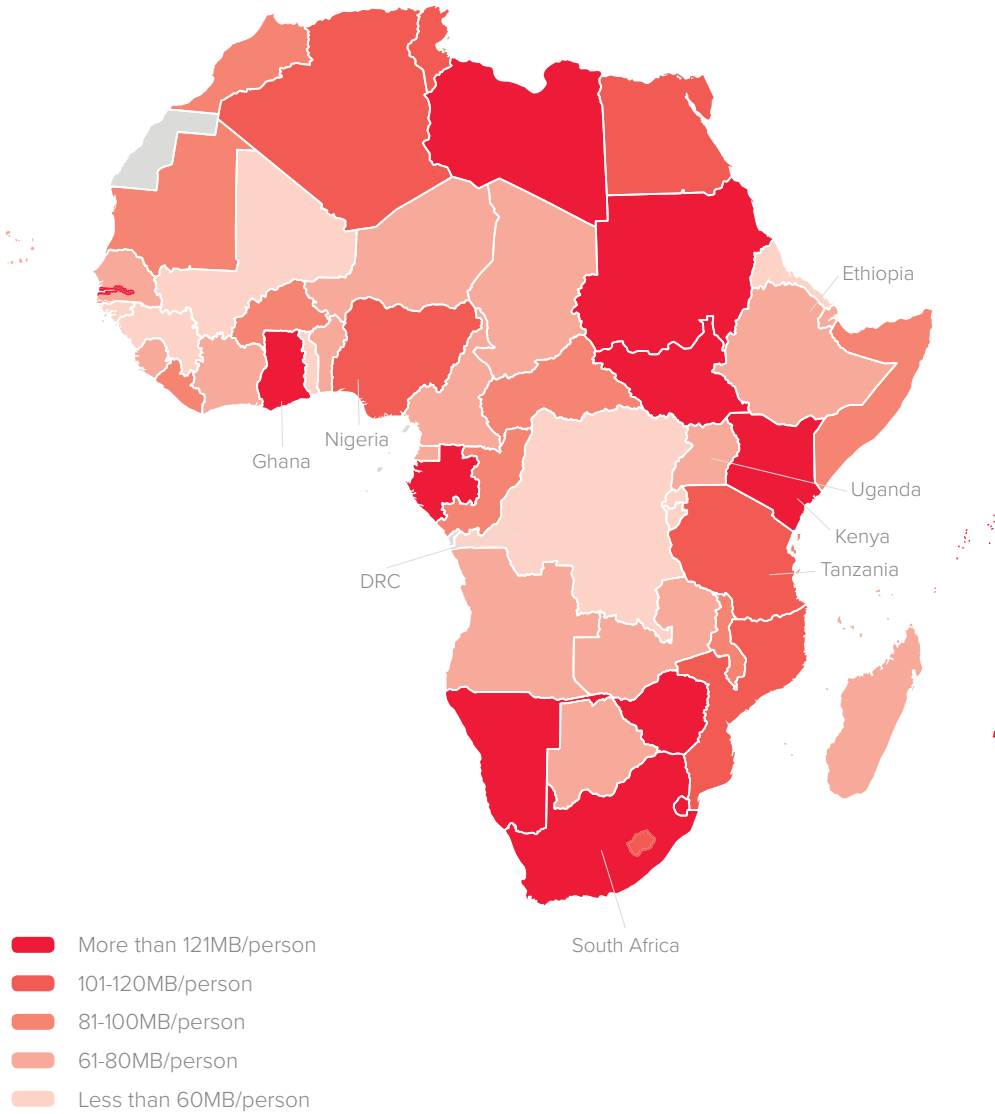 Ethiopia
Nigeria
Ghana
Uganda
Kenya
Tanzania
DRC
South Africa
More than 121MB/person
101-120MB/person
81-100MB/person
61-80MB/person
Less than 60MB/person